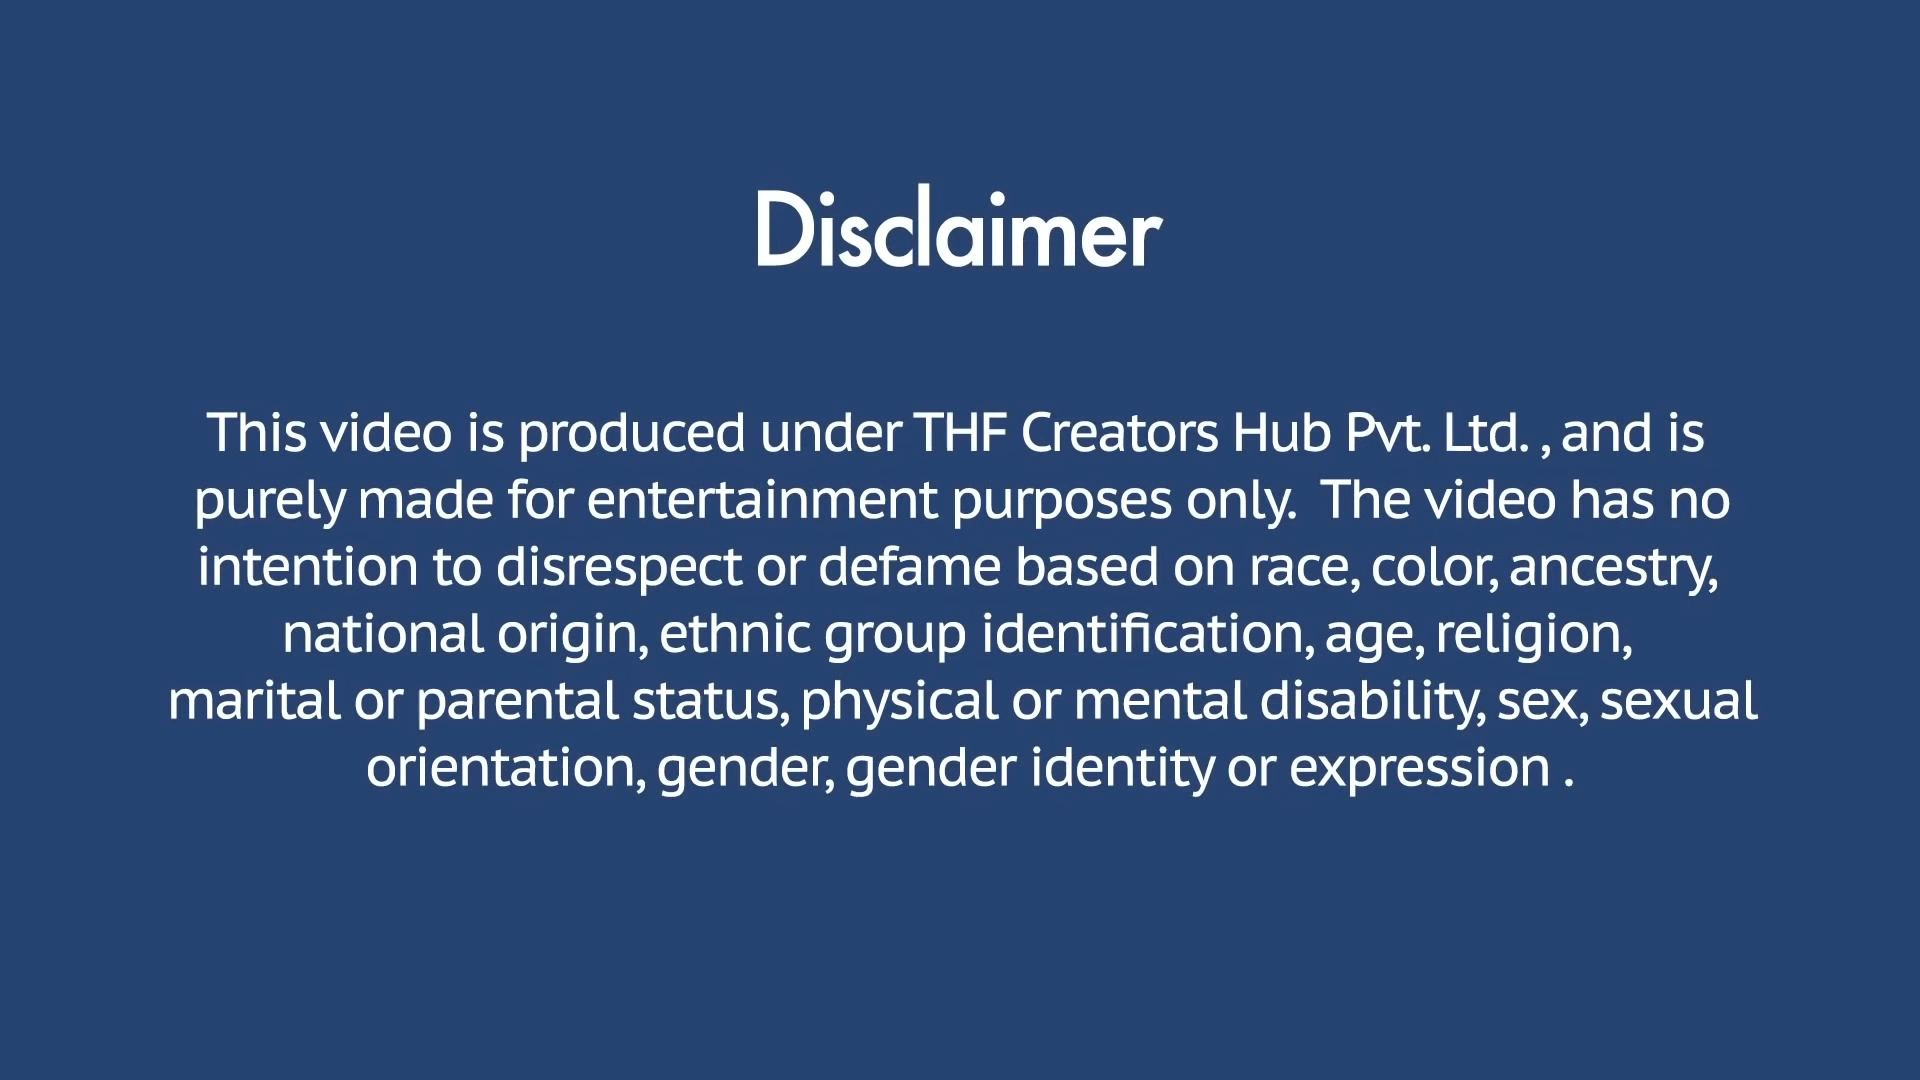 Disclaimer
This video is produced under THF Creators Hub Pvt. Ltd. , and is
purely made for entertainment purposes only.  The video has no
intention to disrespect or defame based on race, color, ancestry,
national origin, ethnic group identification, age, religion,
marital or parental status, physical or mental disability, sex, sexual
orientation, gender, gender identity or expression .